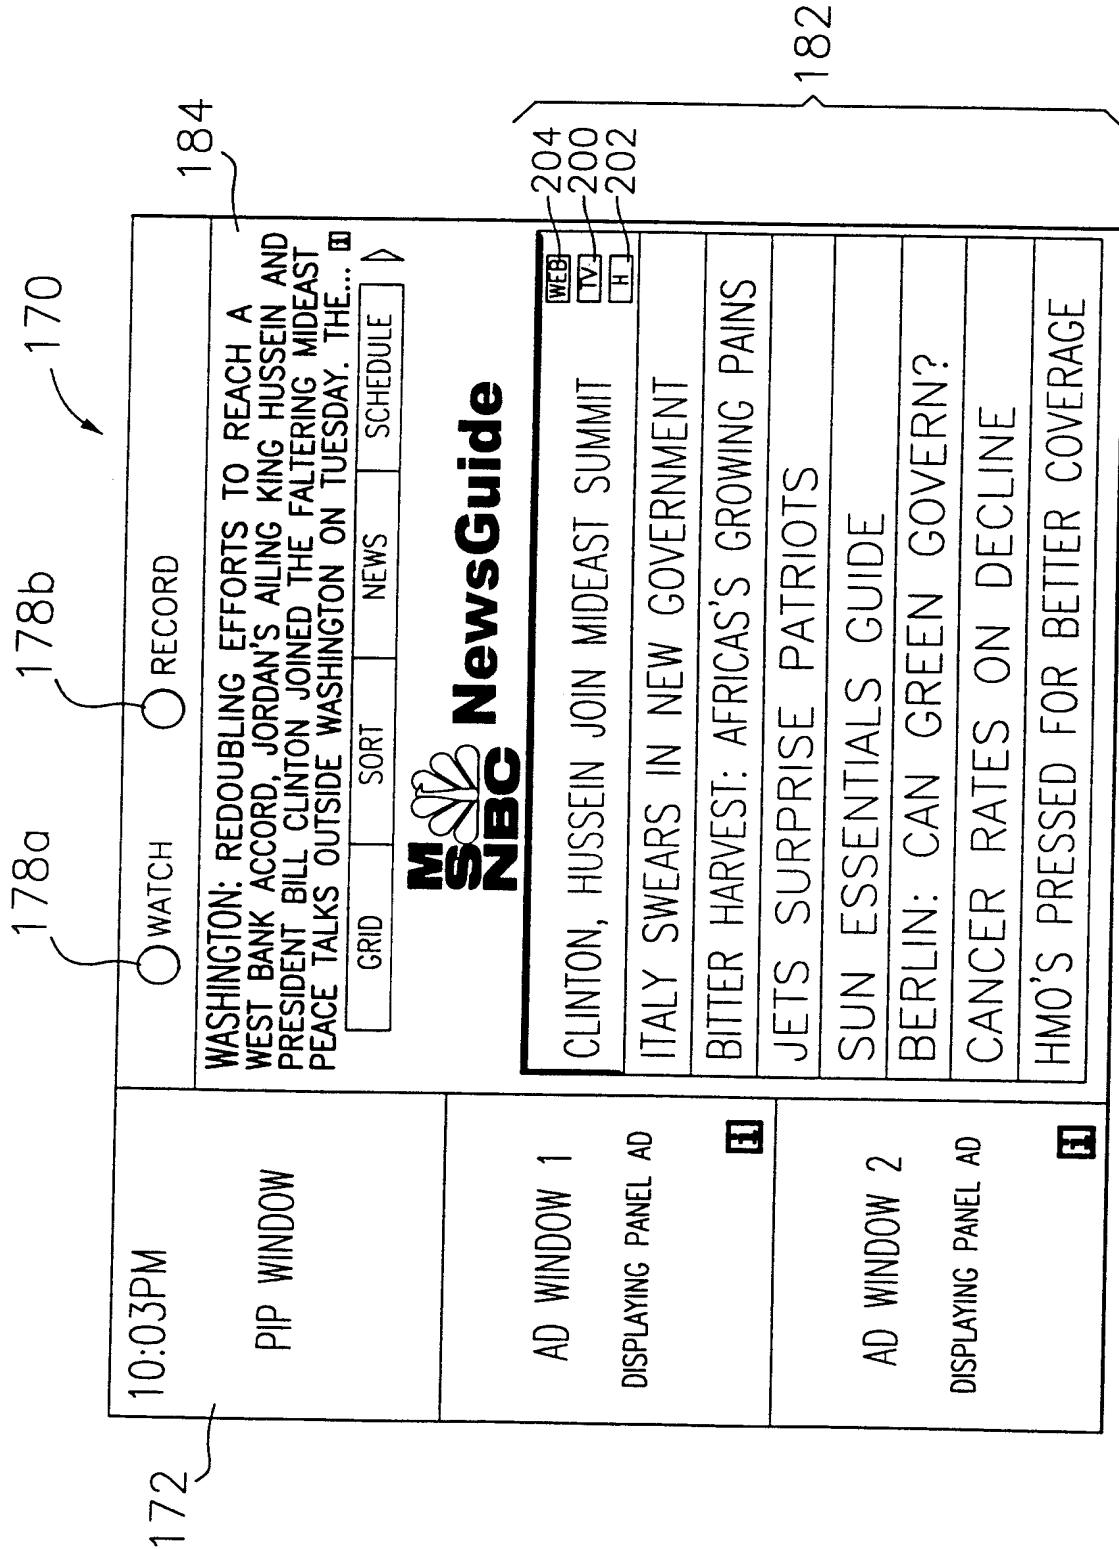 170
178a
178b
184
172
10:03PM
WATCH
RECORD
PIP WINDOW
WASHINGTON: REDOUBLING EFFORTS TO REACH A
WEST BANK ACCORD, JORDAN'S AILING KING HUSSEIN AND
PRESIDENT BILL CLINTON JOINED THE FALTERING MIDEAST
PEACE TALKS OUTSIDE WASHINGTON ON TUESDAY. THE... i
GRID SORT NEWS SCHEDULE
MSNBC NewsGuide
AD WINDOW 1
DISPLAYING PANEL AD
i
AD WINDOW 2
DISPLAYING PANEL AD
i
CLINTON, HUSSEIN JOIN MIDEAST SUMMIT
WEB
TV
H
204
200
202
ITALY SWEARS IN NEW GOVERNMENT
BITTER HARVEST: AFRICAS'S GROWING PAINS
JETS SURPRISE PATRIOTS
SUN ESSENTIALS GUIDE
BERLIN: CAN GREEN GOVERN?
CANCER RATES ON DECLINE
HMO'S PRESSED FOR BETTER COVERAGE
182